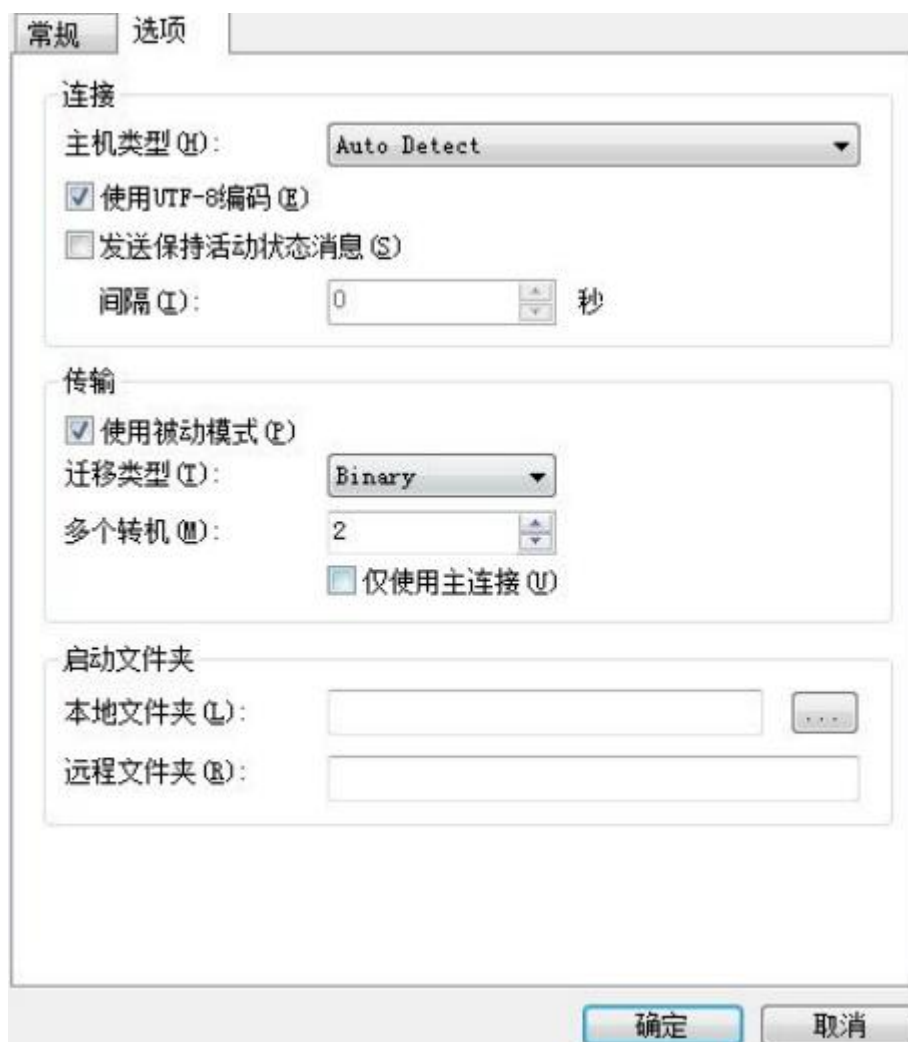 常规 选项
连接
主机类型(H): Auto Detect
使用UTF-8编码(E)
发送保持活动状态消息(S)
间隔(I): 0 秒
传输
使用被动模式(P)
迁移类型(T): Binary
多个转机(M): 2
仅使用主连接(U)
启动文件夹
本地文件夹(L): ...
远程文件夹(R):
确定 取消